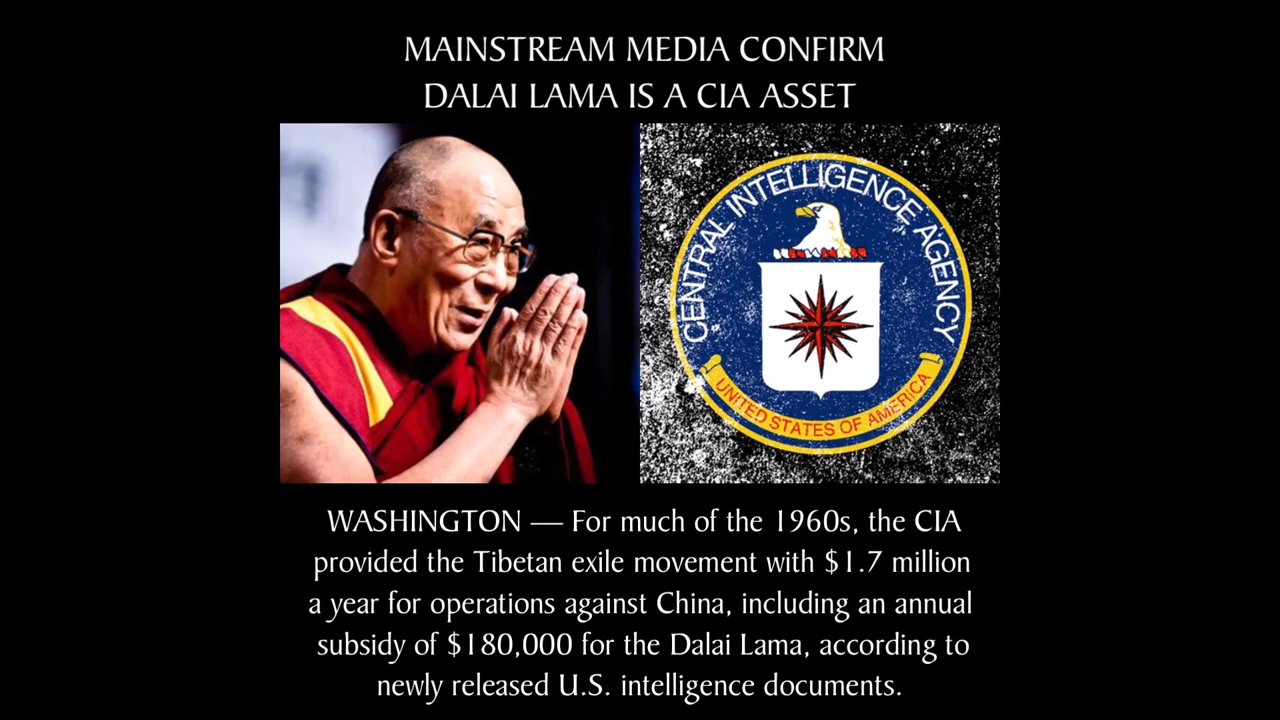 MAINSTREAM MEDIA CONFIRM
DALAI LAMA IS A CIA ASSET
CENTRAL INTELLIGENCE AGENCY
UNITED STATES OF AMERICA
WASHINGTON — For much of the 1960s, the CIA
provided the Tibetan exile movement with $1.7 million
a year for operations against China, including an annual
subsidy of $180,000 for the Dalai Lama, according to
newly released U.S. intelligence documents.